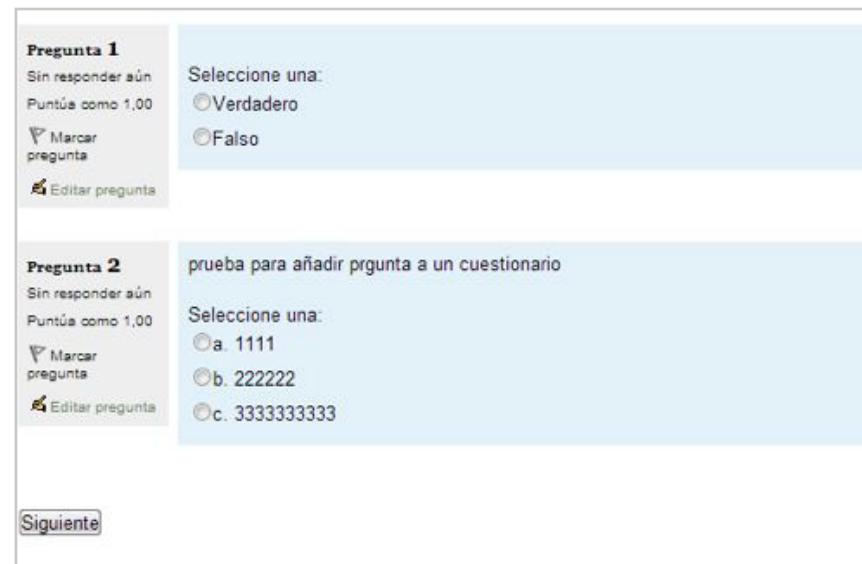 Pregunta 1
Sin responder aún
Puntúa como 1,00
Marcar
pregunta
Editar pregunta
Seleccione una:
Verdadero
Falso
Pregunta 2
Sin responder aún
Puntúa como 1,00
Marcar
pregunta
Editar pregunta
prueba para añadir prgunta a un cuestionario
Seleccione una:
a. 1111
b. 222222
c. 3333333333
Siguiente